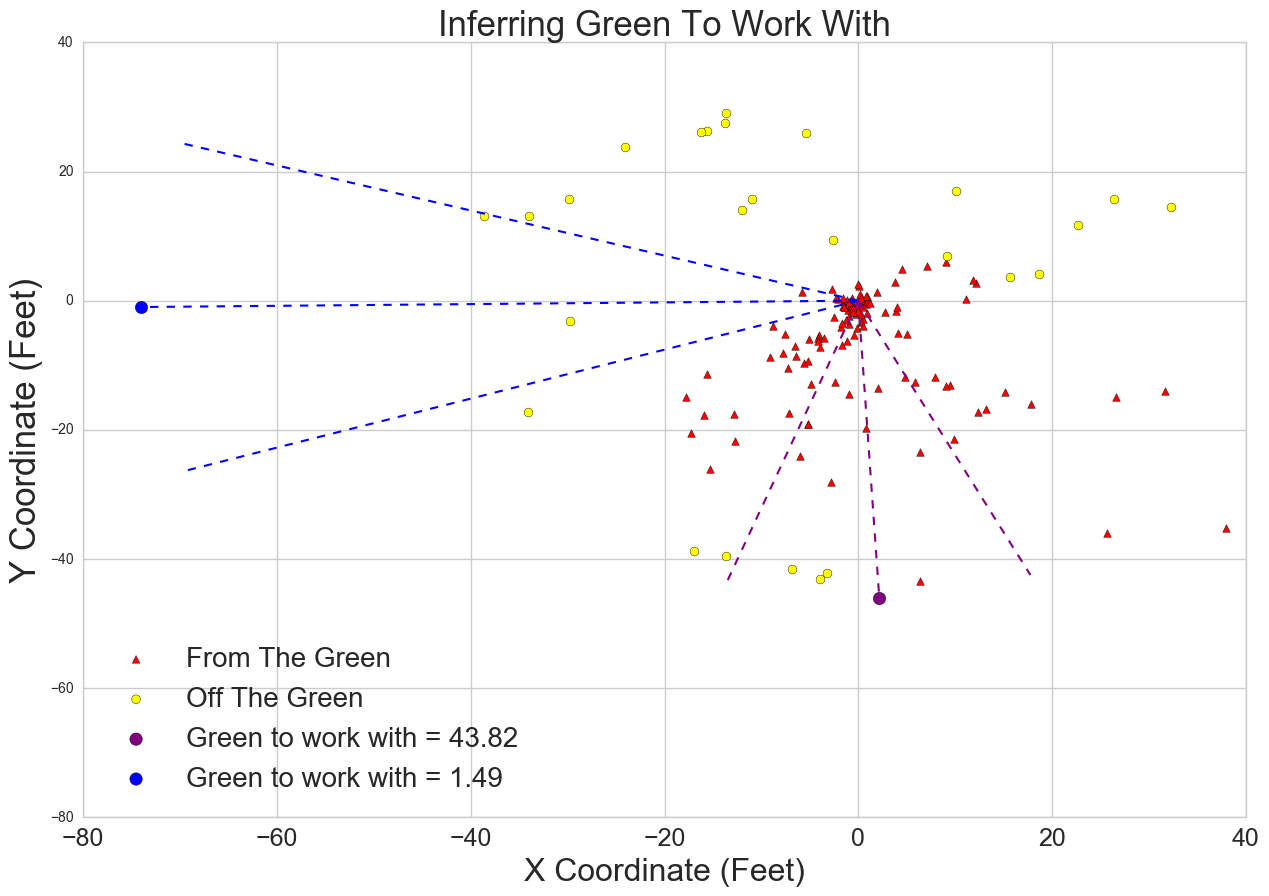 Inferring Green To Work With
40
20
0
−20
−40
−60
−80
Y Coordinate (Feet)
From The Green
Off The Green
Green to work with = 43.82
Green to work with = 1.49
−80 −60 −40 −20 0 20 40
X Coordinate (Feet)